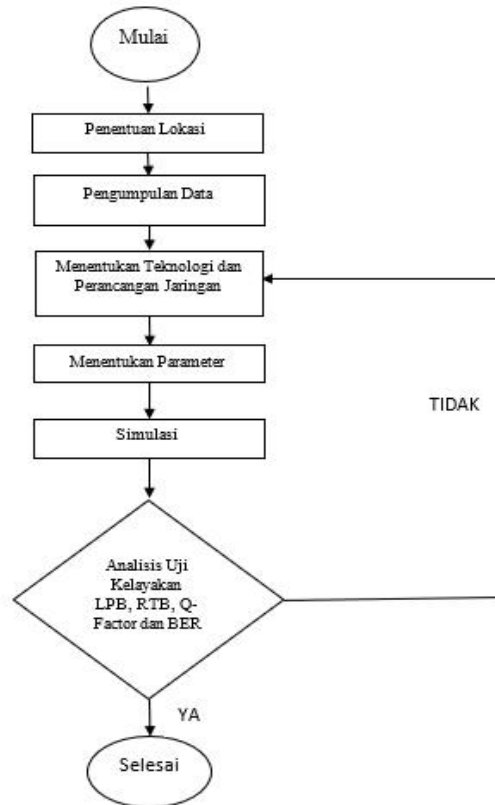 Mulai
Penentuan Lokasi
Pengumpulan Data
Menentukan Teknologi dan
Perancangan Jaringan
Menentukan Parameter
TIDAK
Simulasi
Analisis Uji
Kelayakan
LPB, RTB, Q-
Factor dan BER
YA
Selesai